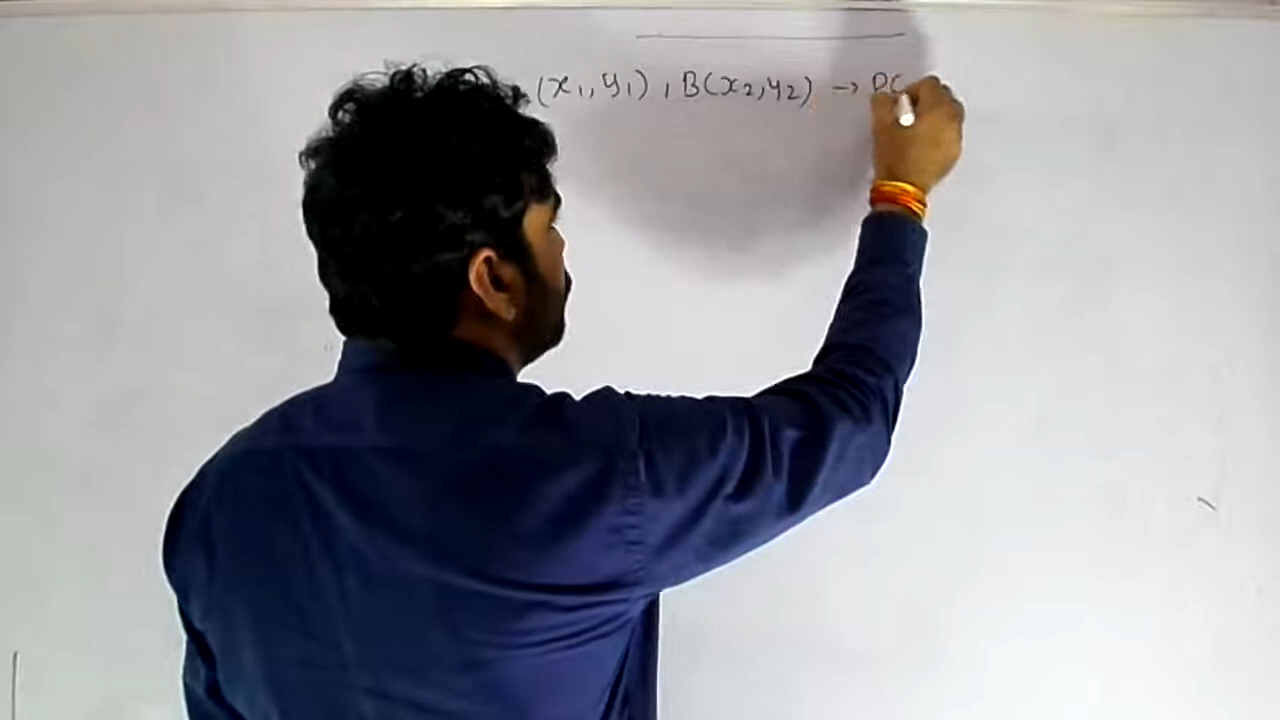 (x₁,y₁) , B(x₂,y₂) → P(